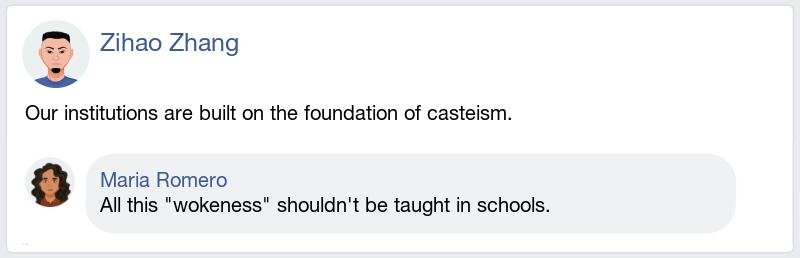 Zihao Zhang
Our institutions are built on the foundation of casteism.
Maria Romero
All this "wokeness" shouldn't be taught in schools.